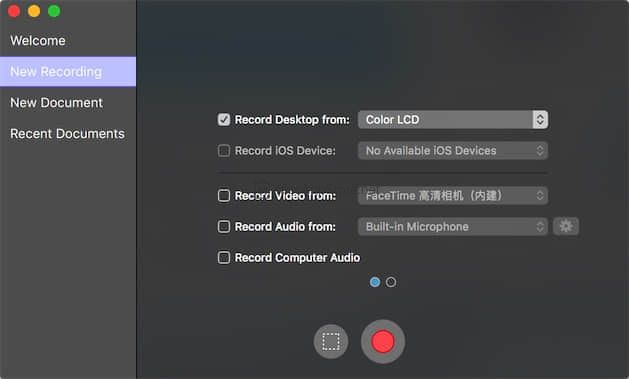 Welcome
New Recording
New Document
Recent Documents
Record Desktop from: Color LCD
Record iOS Device: No Available iOS Devices
Record Video from: FaceTime 高清相机（内建）
Record Audio from: Built-in Microphone
Record Computer Audio